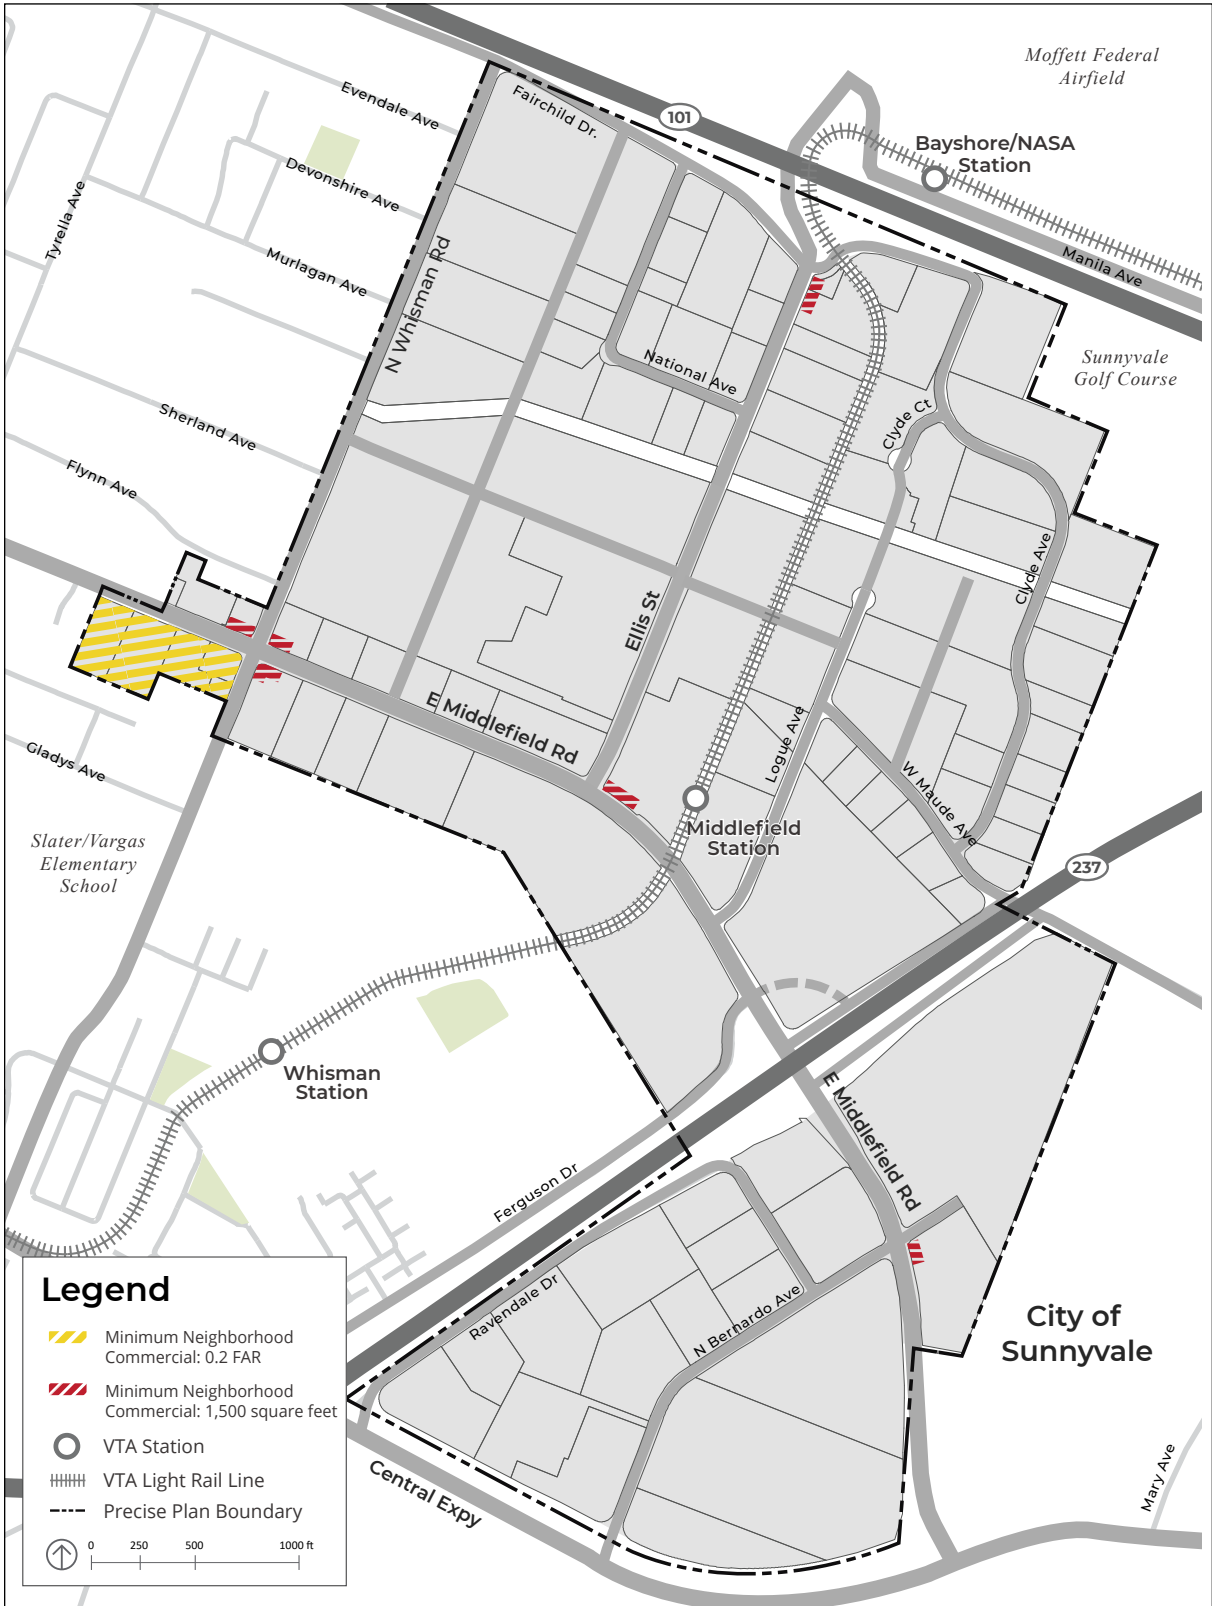 Moffett Federal
Airfield
Evendale Ave
Fairchild Dr.
101
Bayshore/NASA
Station
Devonshire Ave
Tyrella Ave
Murlagan Ave
N Whisman Rd
Manila Ave
Sunnyvale
Golf Course
National Ave
Sherland Ave
Clyde Ct
Flynn Ave
Clyde Ave
Ellis St
E Middlefield Rd
Logue Ave
Gladys Ave
W Maude Ave
Middlefield
Station
Slater/Vargas
Elementary
School
237
Whisman
Station
E Middlefield Rd
Ferguson Dr
Ravendale Dr
N Bernardo Ave
City of
Sunnyvale
Central Expy
Mary Ave
Legend
Minimum Neighborhood
Commercial: 0.2 FAR
Minimum Neighborhood
Commercial: 1,500 square feet
VTA Station
VTA Light Rail Line
Precise Plan Boundary
0 250 500 1000 ft